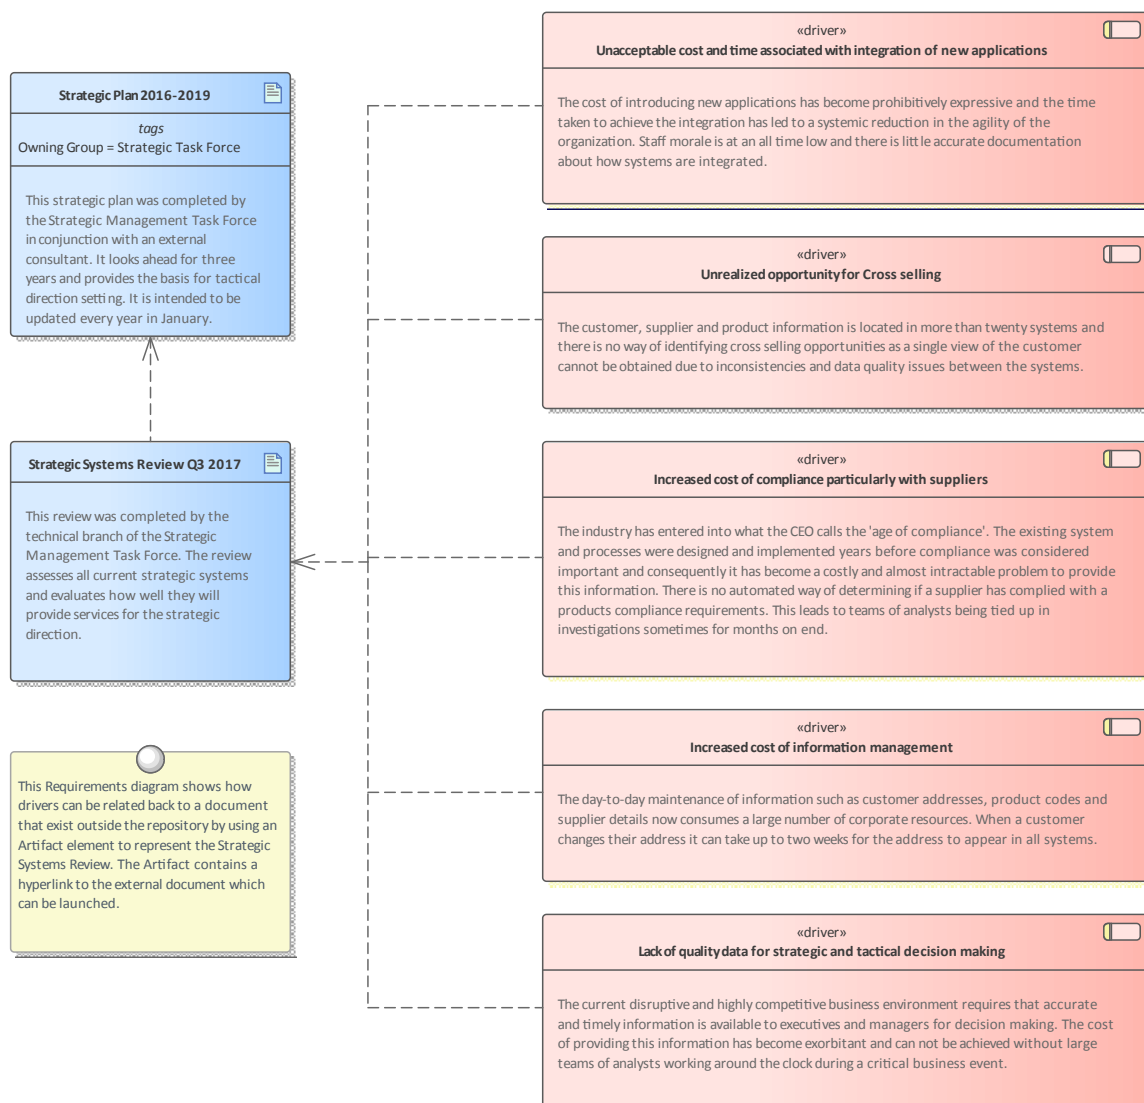 Strategic Plan 2016-2019
tags
Owning Group = Strategic Task Force
This strategic plan was completed by
the Strategic Management Task Force
in conjunction with an external
consultant. It looks ahead for three
years and provides the basis for tactical
direction setting. It is intended to be
updated every year in January.
Strategic Systems Review Q3 2017
This review was completed by the
technical branch of the Strategic
Management Task Force. The review
assesses all current strategic systems
and evaluates how well they will
provide services for the strategic
direction.
This Requirements diagram shows how
drivers can be related back to a document
that exist outside the repository by using an
Artifact element to represent the Strategic
Systems Review. The Artifact contains a
hyperlink to the external document which
can be launched.
«driver»
Unacceptable cost and time associated with integration of new applications
The cost of introducing new applications has become prohibitively expressive and the time
taken to achieve the integration has led to a systemic reduction in the agility of the
organization. Staff morale is at an all time low and there is little accurate documentation
about how systems are integrated.
«driver»
Unrealized opportunity for Cross selling
The customer, supplier and product information is located in more than twenty systems and
there is no way of identifying cross selling opportunities as a single view of the customer
cannot be obtained due to inconsistencies and data quality issues between the systems.
«driver»
Increased cost of compliance particularly with suppliers
The industry has entered into what the CEO calls the 'age of compliance'. The existing system
and processes were designed and implemented years before compliance was considered
important and consequently it has become a costly and almost intractable problem to provide
this information. There is no automated way of determining if a supplier has complied with a
products compliance requirements. This leads to teams of analysts being tied up in
investigations sometimes for months on end.
«driver»
Increased cost of information management
The day-to-day maintenance of information such as customer addresses, product codes and
supplier details now consumes a large number of corporate resources. When a customer
changes their address it can take up to two weeks for the address to appear in all systems.
«driver»
Lack of quality data for strategic and tactical decision making
The current disruptive and highly competitive business environment requires that accurate
and timely information is available to executives and managers for decision making. The cost
of providing this information has become exorbitant and can not be achieved without large
teams of analysts working around the clock during a critical business event.